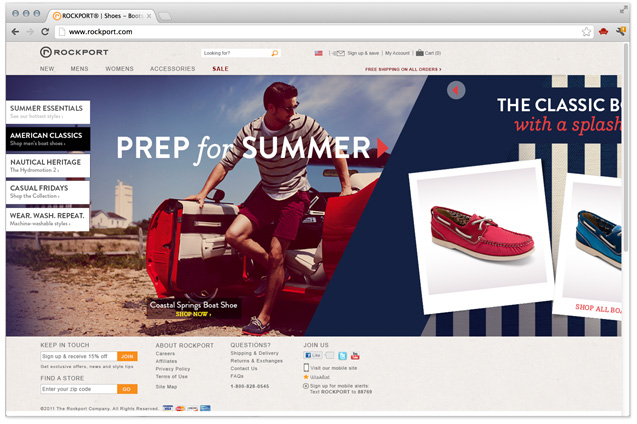 ROCKPORT® | Shoes – Boots
www.rockport.com
ROCKPORT
Looking for?
Sign up & save | My Account | Cart (0)
NEW MENS WOMENS ACCESSORIES SALE
FREE SHIPPING ON ALL ORDERS ›
SUMMER ESSENTIALS
See our hottest styles ›
AMERICAN CLASSICS
Shop men's boat shoes ›
NAUTICAL HERITAGE
The Hydromotion 2 ›
CASUAL FRIDAYS
Shop the Collection ›
WEAR. WASH. REPEAT.
Machine-washable styles ›
PREP for SUMMER
Coastal Springs Boat Shoe
SHOP NOW ›
THE CLASSIC BO
with a splash
SHOP ALL BOA
KEEP IN TOUCH
Sign up & receive 15% off JOIN
Get exclusive offers, news and style tips
FIND A STORE
Enter your zip code GO
©2011 The Rockport Company. All Rights Reserved.
ABOUT ROCKPORT
Careers
Affiliates
Privacy Policy
Terms of Use
Site Map
QUESTIONS?
Shipping & Delivery
Returns & Exchanges
Contact Us
FAQs
1-800-828-0545
JOIN US
Like
Visit our mobile site
Sign up for mobile alerts:
Text ROCKPORT to 88769